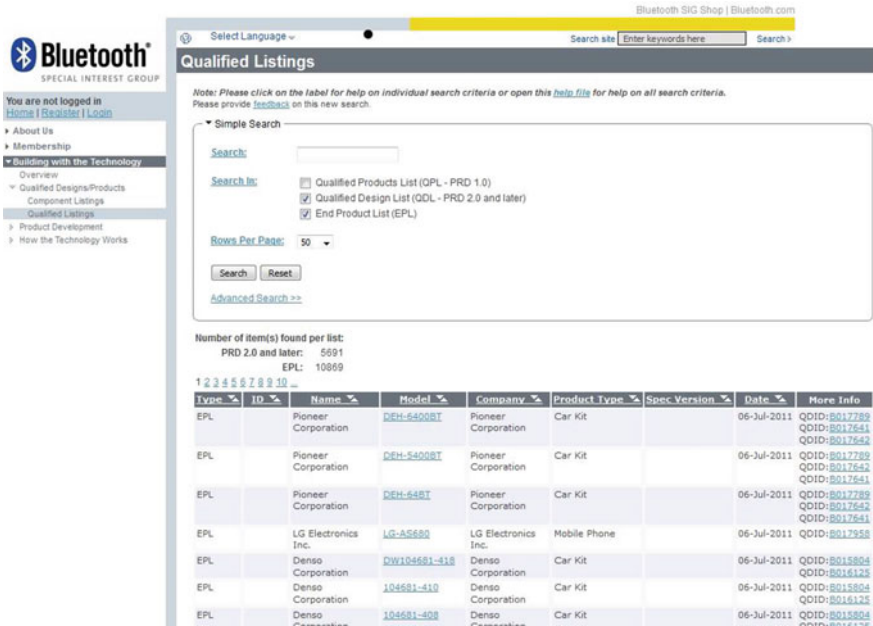 Bluetooth SIG Shop | Bluetooth.com
Bluetooth®
SPECIAL INTEREST GROUP
Select Language
Search site Enter keywords here Search >
Qualified Listings
You are not logged in
Home | Register | Login
About Us
Membership
Building with the Technology
Overview
Qualified Designs/Products
Component Listings
Qualified Listings
Product Development
How the Technology Works
Note: Please click on the label for help on individual search criteria or open this help file for help on all search criteria.
Please provide feedback on this new search.
Simple Search
Search:
Search In:
Qualified Products List (QPL - PRD 1.0)
Qualified Design List (QDL - PRD 2.0 and later)
End Product List (EPL)
Rows Per Page: 50
Search Reset
Advanced Search >>
Number of item(s) found per list:
PRD 2.0 and later: 5691
EPL: 10869
1 2 3 4 5 6 7 8 9 10 ...
Type ID Name Model Company Product Type Spec Version Date More Info
EPL Pioneer DEH-6400BT Pioneer Car Kit 06-Jul-2011 QDID:B017789
Corporation Corporation QDID:B017641
QDID:B017642
EPL Pioneer DEH-5400BT Pioneer Car Kit 06-Jul-2011 QDID:B017789
Corporation Corporation QDID:B017642
QDID:B017641
EPL Pioneer DEH-64BT Pioneer Car Kit 06-Jul-2011 QDID:B017789
Corporation Corporation QDID:B017642
QDID:B017641
EPL LG Electronics LG-AS680 LG Electronics Mobile Phone 06-Jul-2011 QDID:B017958
Inc. Inc.
EPL Denso DW104681-418 Denso Car Kit 06-Jul-2011 QDID:B015804
Corporation Corporation QDID:B016125
EPL Denso 104681-410 Denso Car Kit 06-Jul-2011 QDID:B015804
Corporation Corporation QDID:B016125
EPL Denso 104681-408 Denso Car Kit 06-Jul-2011 QDID:B015804
Corporation Corporation QDID:B016125